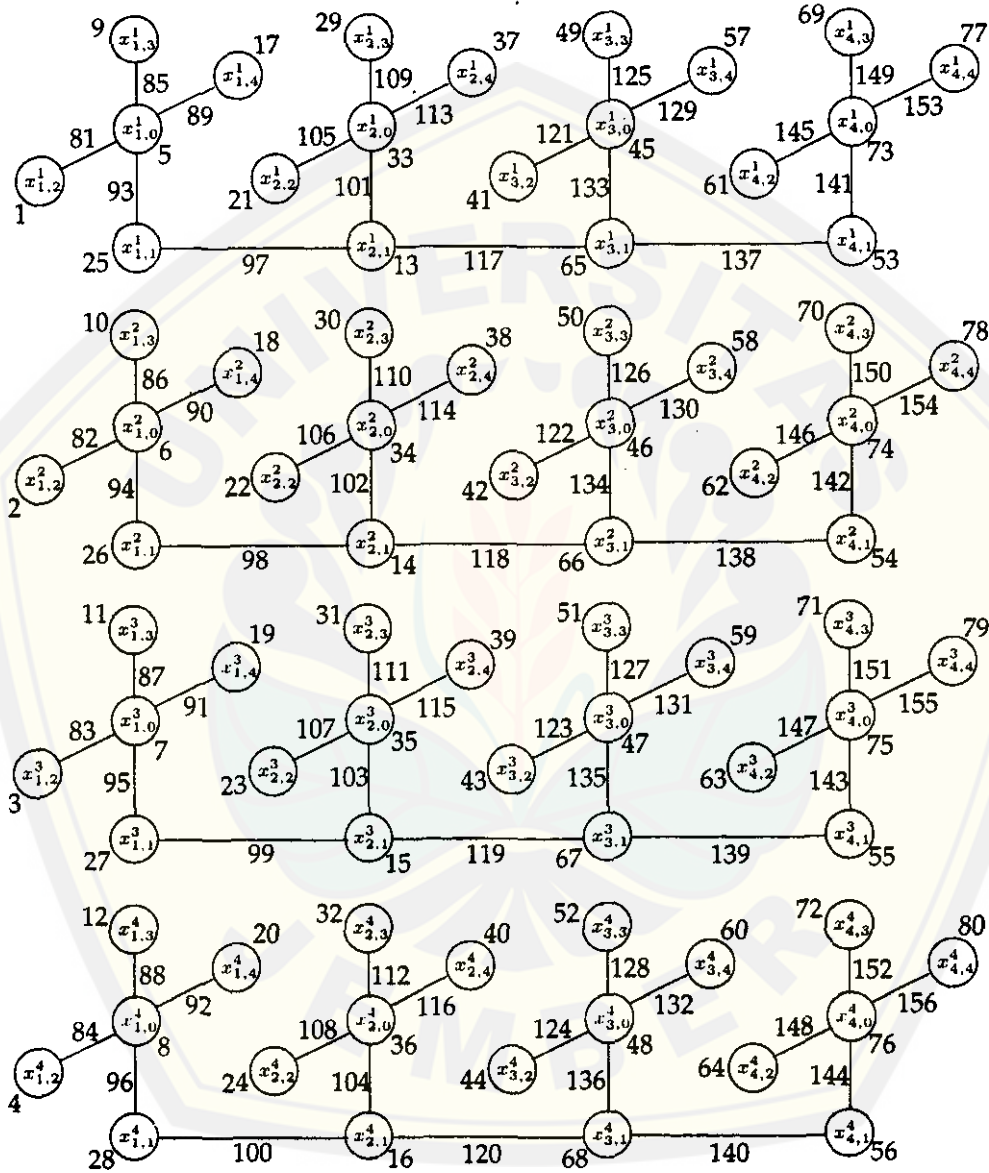 9 x^1_{1,3} 29 x^1_{2,3} 49 x^1_{3,3} 69 x^1_{4,3}
17 x^1_{1,4} 37 x^1_{2,4} 57 x^1_{3,4} 77 x^1_{4,4}
85 89 109 113 125 129 149 153
81 x^1_{1,0} 5 105 x^1_{2,0} 33 121 x^1_{3,0} 45 145 x^1_{4,0} 73
1 x^1_{1,2} 93 21 x^1_{2,2} 101 41 x^1_{3,2} 133 61 x^1_{4,2} 141
25 x^1_{1,1} 97 x^1_{2,1} 13 117 65 x^1_{3,1} 137 x^1_{4,1} 53
10 x^2_{1,3} 30 x^2_{2,3} 50 x^2_{3,3} 70 x^2_{4,3}
18 x^2_{1,4} 38 x^2_{2,4} 58 x^2_{3,4} 78 x^2_{4,4}
86 90 110 114 126 130 150 154
82 x^2_{1,0} 6 106 x^2_{2,0} 34 122 x^2_{3,0} 46 146 x^2_{4,0} 74
2 x^2_{1,2} 94 22 x^2_{2,2} 102 42 x^2_{3,2} 134 62 x^2_{4,2} 142
26 x^2_{1,1} 98 x^2_{2,1} 14 118 66 x^2_{3,1} 138 x^2_{4,1} 54
11 x^3_{1,3} 31 x^3_{2,3} 51 x^3_{3,3} 71 x^3_{4,3}
19 x^3_{1,4} 39 x^3_{2,4} 59 x^3_{3,4} 79 x^3_{4,4}
87 91 111 115 127 131 151 155
83 x^3_{1,0} 7 107 x^3_{2,0} 35 123 x^3_{3,0} 47 147 x^3_{4,0} 75
3 x^3_{1,2} 95 23 x^3_{2,2} 103 43 x^3_{3,2} 135 63 x^3_{4,2} 143
27 x^3_{1,1} 99 x^3_{2,1} 15 119 67 x^3_{3,1} 139 x^3_{4,1} 55
12 x^4_{1,3} 32 x^4_{2,3} 52 x^4_{3,3} 72 x^4_{4,3}
20 x^4_{1,4} 40 x^4_{2,4} 60 x^4_{3,4} 80 x^4_{4,4}
88 92 112 116 128 132 152 156
84 x^4_{1,0} 8 108 x^4_{2,0} 36 124 x^4_{3,0} 48 148 x^4_{4,0} 76
4 x^4_{1,2} 96 24 x^4_{2,2} 104 44 x^4_{3,2} 136 64 x^4_{4,2} 144
28 x^4_{1,1} 100 x^4_{2,1} 16 120 68 x^4_{3,1} 140 x^4_{4,1} 56
UNIVERSITAS
JEMBER